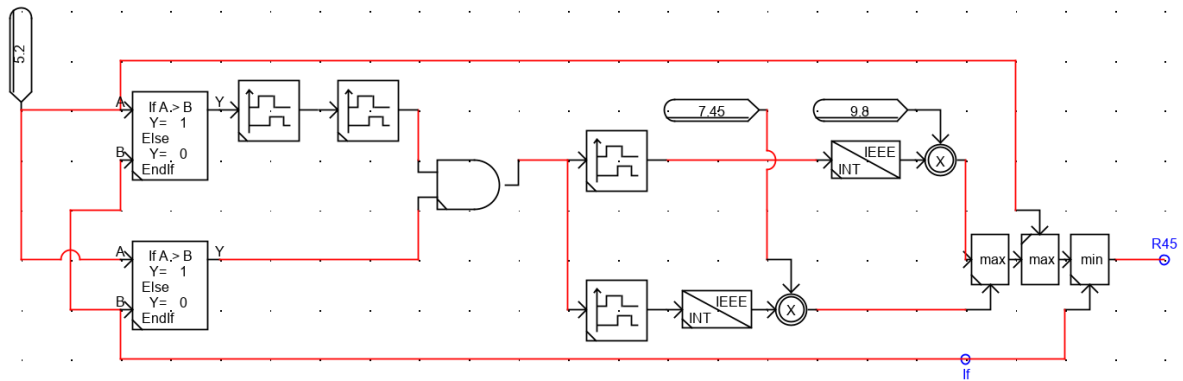 5.2
A
If A > B
Y= 1
Else
Y= 0
EndIf
B
Y
7.45
9.8
IEEE
INT
X
A
If A > B
Y= 1
Else
Y= 0
EndIf
B
Y
IEEE
INT
X
max
max
min
R45
If